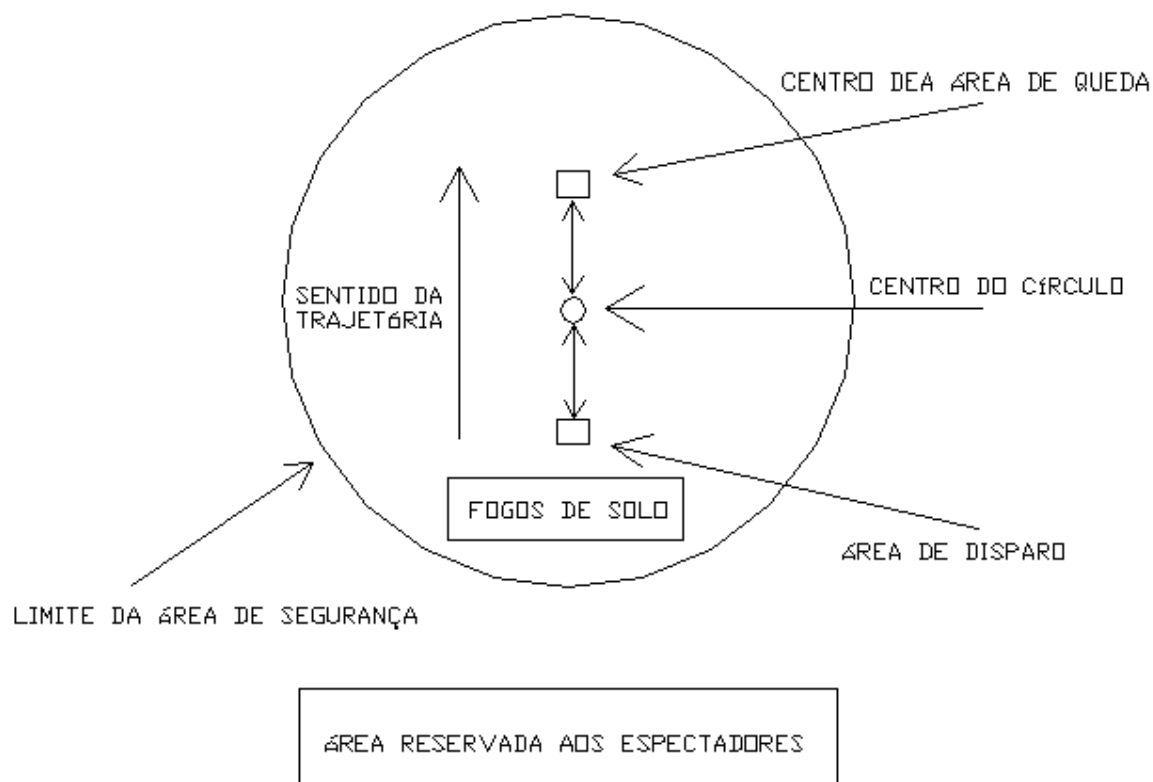 CENTRO DEA ÁREA DE QUEDA
CENTRO DO CÍRCULO
SENTIDO DA
TRAJETÓRIA
FOGOS DE SOLO
ÁREA DE DISPARO
LIMITE DA ÁREA DE SEGURANÇA
ÁREA RESERVADA AOS ESPECTADORES